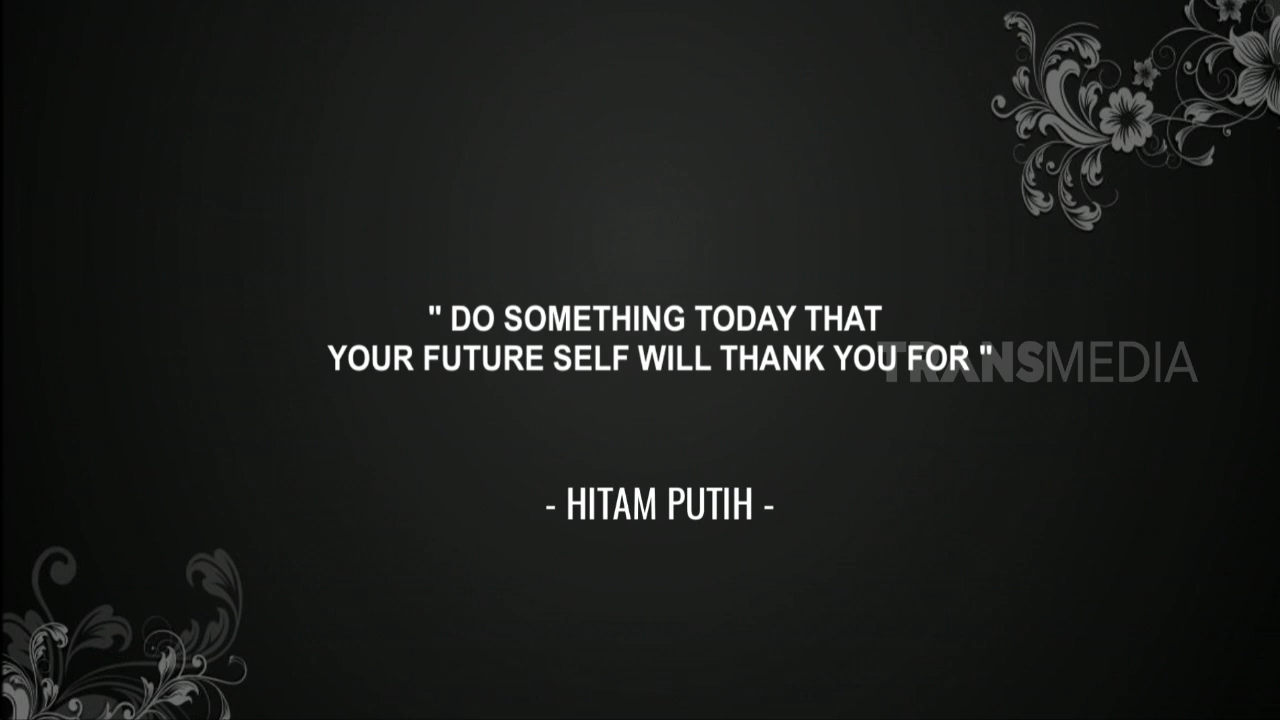 " DO SOMETHING TODAY THAT
YOUR FUTURE SELF WILL THANK YOU FOR "
TRANSMEDIA
- HITAM PUTIH -